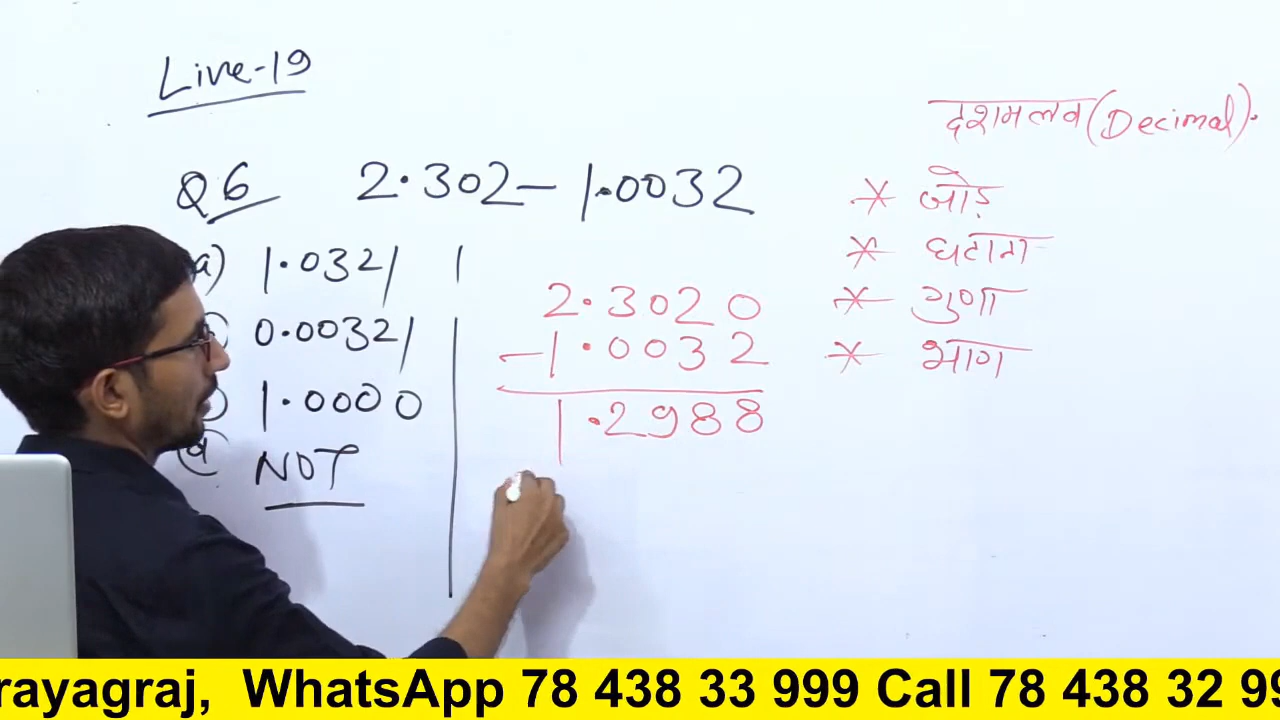 Live-19
दशमलव (Decimal).
Q6 2.302 - 1.0032
a) 1.0321
0.00321
1.0000
(d NOT
2.3020
-1.0032
1.2988
* जोड़
* घटाना
* गुणा
* भाग
rayagraj, WhatsApp 78 438 33 999 Call 78 438 32 99